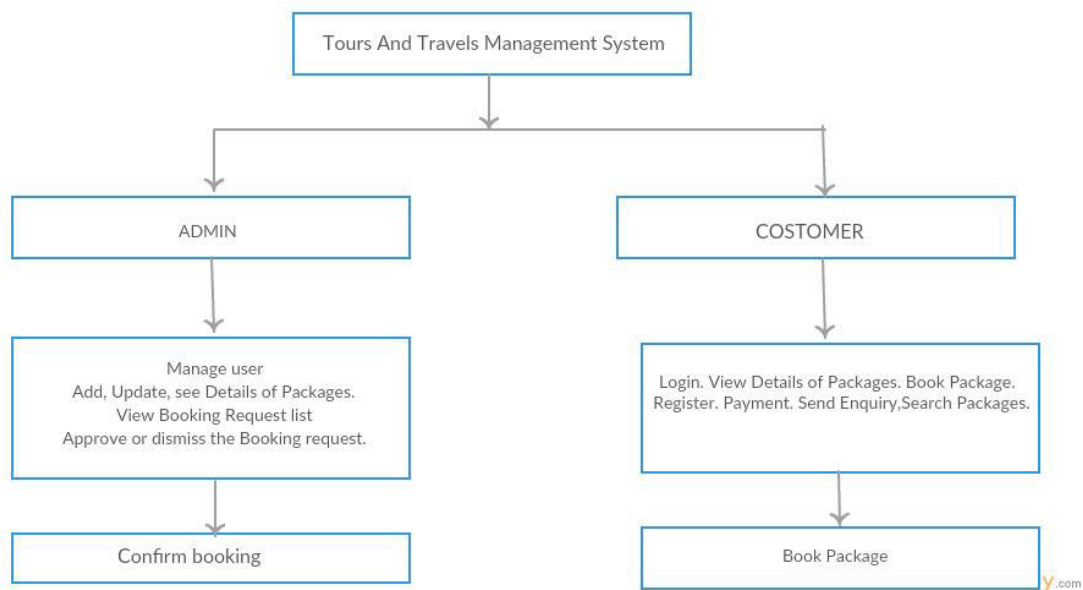 Tours And Travels Management System
ADMIN
COSTOMER
Manage user
Add, Update, see Details of Packages.
View Booking Request list
Approve or dismiss the Booking request.
Login. View Details of Packages. Book Package.
Register. Payment. Send Enquiry,Search Packages.
Confirm booking
Book Package
y.com